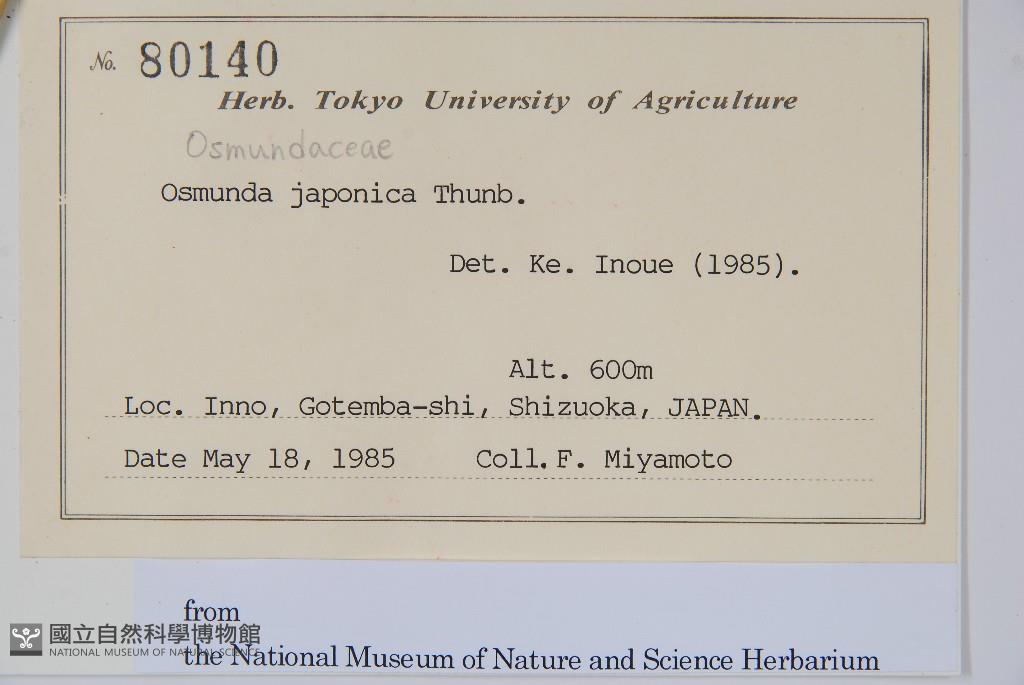 No. 80140
Herb. Tokyo University of Agriculture
Osmundaceae
Osmunda japonica Thunb.
Det. Ke. Inoue (1985).
Alt. 600m
Loc. Inno, Gotemba-shi, Shizuoka, JAPAN.
Date May 18, 1985 Coll. F. Miyamoto
from
the National Museum of Nature and Science Herbarium
國立自然科學博物館
NATIONAL MUSEUM OF NATURAL SCIENCE